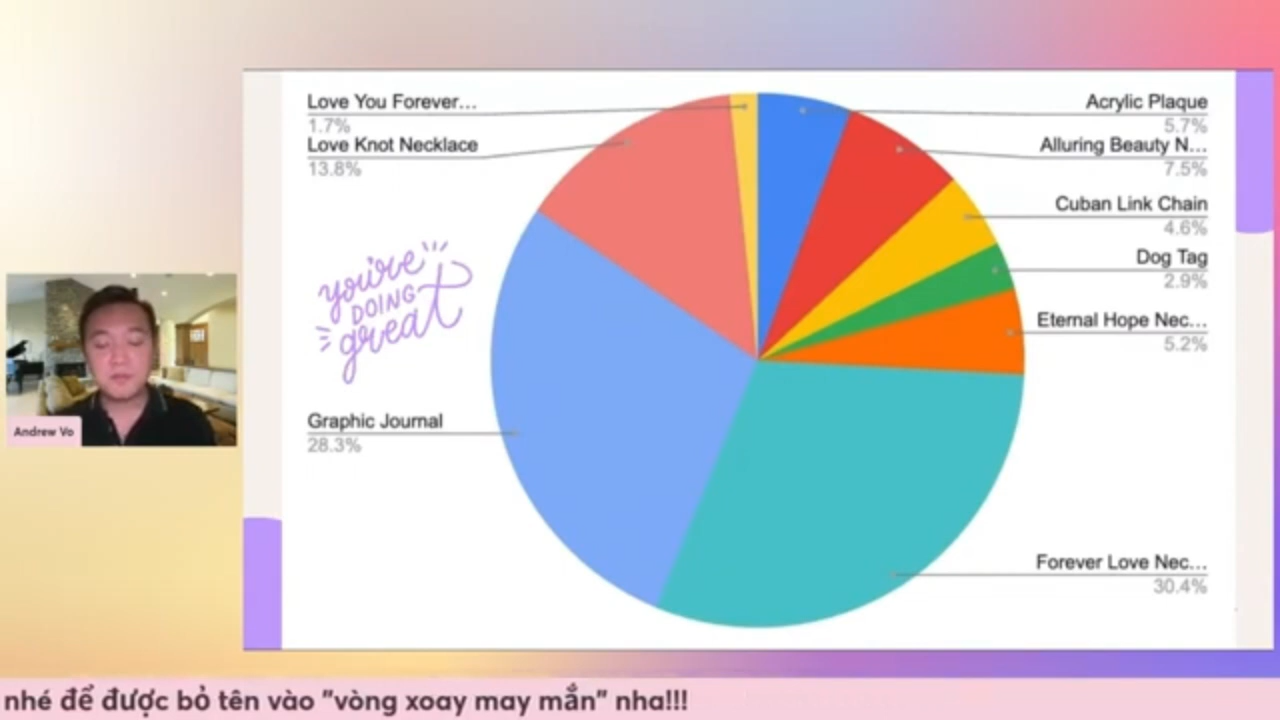 Love You Forever...
1.7%
Love Knot Necklace
13.8%
you're
DOING
great
Graphic Journal
28.3%
Acrylic Plaque
5.7%
Alluring Beauty N...
7.5%
Cuban Link Chain
4.6%
Dog Tag
2.9%
Eternal Hope Nec...
5.2%
Forever Love Nec...
30.4%
Andrew Vo
nhé để được bỏ tên vào "vòng xoay may mắn" nha!!!